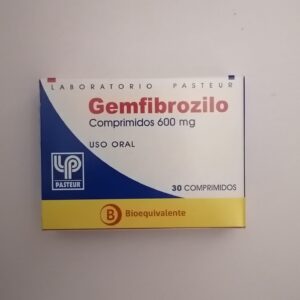 LABORATORIO PASTEUR
Gemfibrozilo
Comprimidos 600 mg
USO ORAL
LP
PASTEUR
30 COMPRIMIDOS
B Bioequivalente